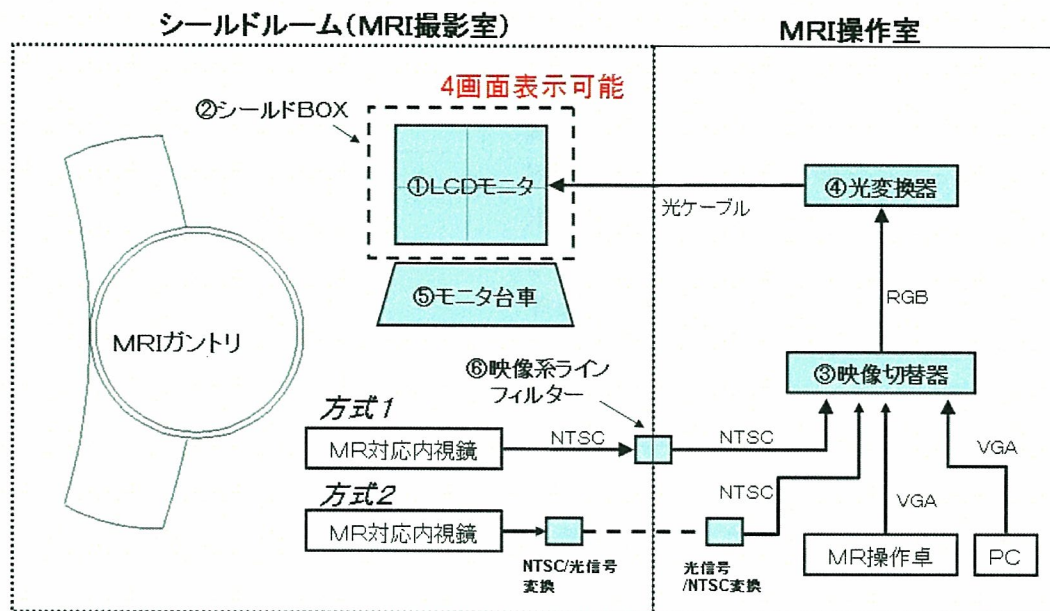 シールドルーム(MRI撮影室)
MRI操作室
4画面表示可能
②シールドBOX
①LCDモニタ
④光変換器
光ケーブル
⑤モニタ台車
RGB
MRIガントリ
③映像切替器
⑥映像系ライン
フィルター
方式1
MR対応内視鏡
NTSC
NTSC
VGA
方式2
MR対応内視鏡
NTSC
VGA
NTSC/光信号
変換
光信号
/NTSC変換
MR操作卓
PC